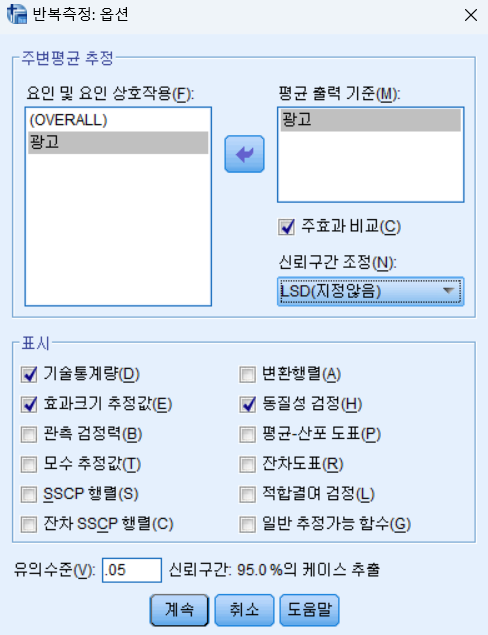 반복측정: 옵션
주변평균 추정
요인 및 요인 상호작용(F):
(OVERALL)
광고
평균 출력 기준(M):
광고
주효과 비교(C)
신뢰구간 조정(N):
LSD(지정않음)
표시
기술통계량(D)
변환행렬(A)
효과크기 추정값(E)
동질성 검정(H)
관측 검정력(B)
평균-산포 도표(P)
모수 추정값(T)
잔차도표(R)
SSCP 행렬(S)
적합결여 검정(L)
잔차 SSCP 행렬(C)
일반 추정가능 함수(G)
유의수준(V): .05 신뢰구간: 95.0 %의 케이스 추출
계속 취소 도움말